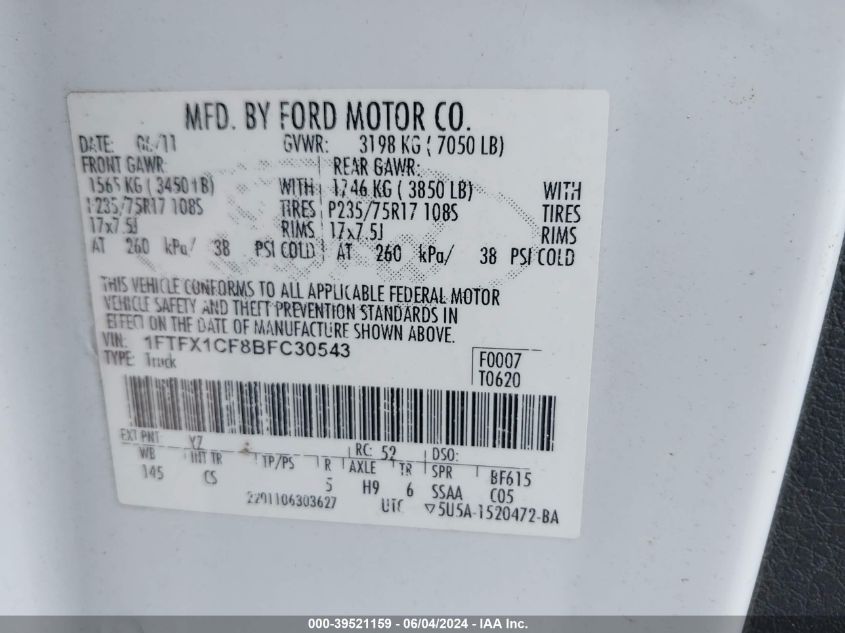 MFD. BY FORD MOTOR CO.
DATE: 06/11 GVWR: 3198 KG ( 7050 LB)
FRONT GAWR: REAR GAWR:
1565 KG ( 3450 LB) WITH 1746 KG ( 3850 LB) WITH
P235/75R17 108S TIRES P235/75R17 108S TIRES
17x7.5J RIMS 17x7.5J RIMS
AT 260 kPa/ 38 PSI COLD AT 260 kPa/ 38 PSI COLD
THIS VEHICLE CONFORMS TO ALL APPLICABLE FEDERAL MOTOR
VEHICLE SAFETY AND THEFT PREVENTION STANDARDS IN
EFFECT ON THE DATE OF MANUFACTURE SHOWN ABOVE.
VIN: 1FTFX1CF8BFC30543
TYPE: Truck
F0007
T0620
EXT PNT YZ RC: 52 DSO:
WB INT TR TP/PS R AXLE TR SPR BF615
145 CS 5 H9 6 SSAA C05
2201106303627 UTC ▽5U5A-1520472-BA
000-39521159 - 06/04/2024 - IAA Inc.